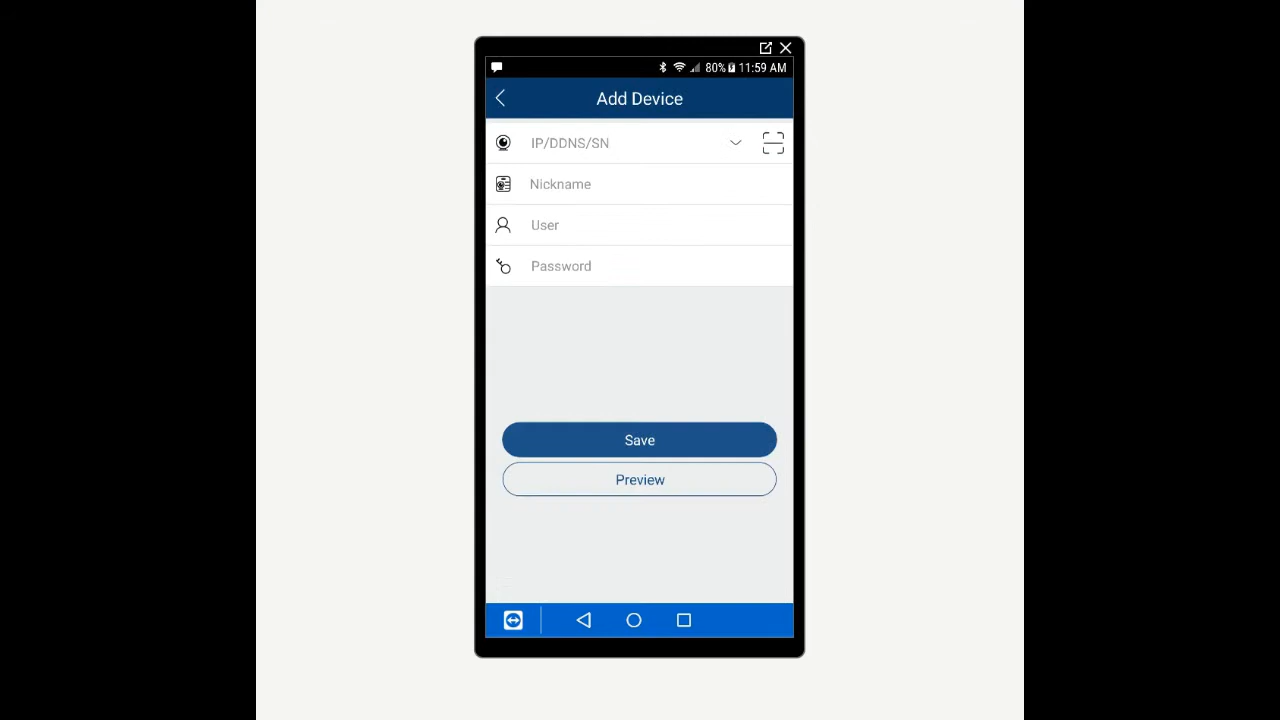 80% 11:59 AM
Add Device
IP/DDNS/SN
Nickname
User
Password
Save
Preview